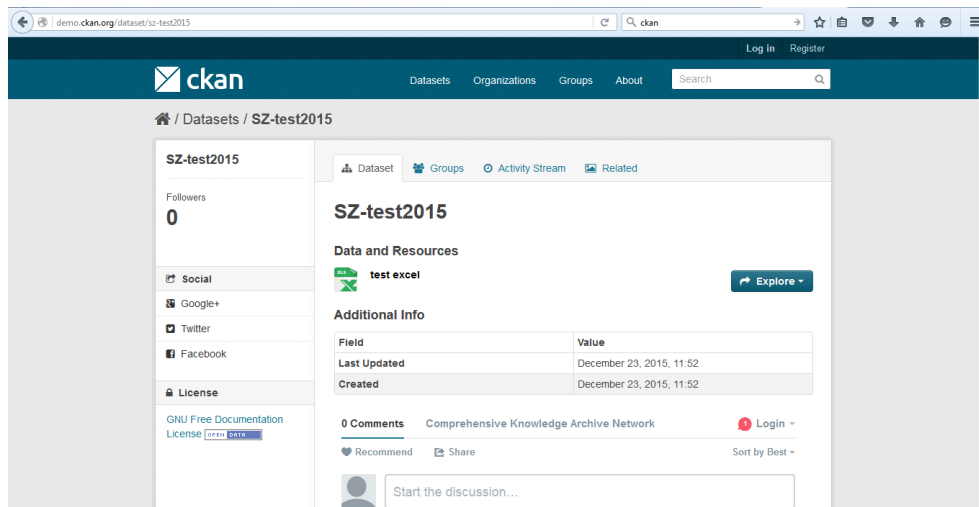 demo.ckan.org/dataset/sz-test2015
ckan
Log in Register
ckan
Datasets Organizations Groups About Search
/ Datasets / SZ-test2015
SZ-test2015
Followers
0
Social
Google+
Twitter
Facebook
License
GNU Free Documentation
License OPEN DATA
Dataset Groups Activity Stream Related
SZ-test2015
Data and Resources
XLS
test excel
Explore
Additional Info
Field Value
Last Updated December 23, 2015, 11:52
Created December 23, 2015, 11:52
0 Comments Comprehensive Knowledge Archive Network 1 Login
Recommend Share Sort by Best
Start the discussion...